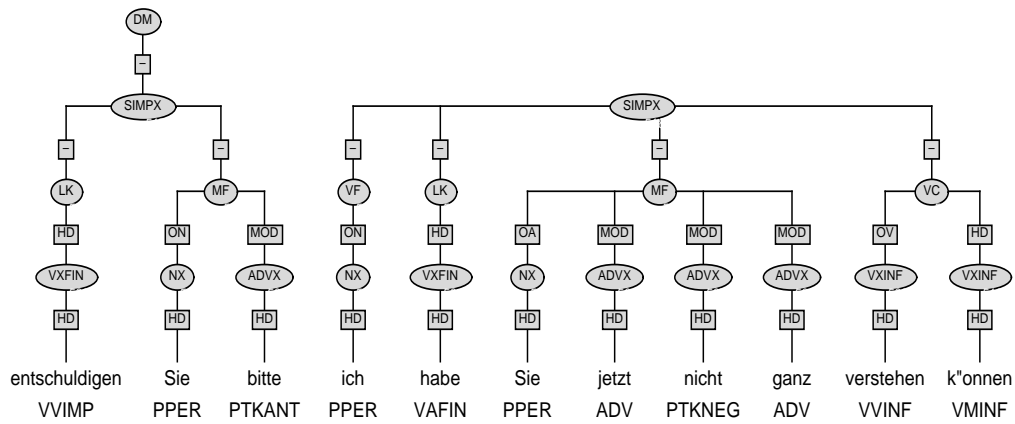 DM
–
SIMPX SIMPX
– – – – – –
LK MF VF LK MF VC
HD ON MOD ON HD OA MOD MOD MOD OV HD
VXFIN NX ADVX NX VXFIN NX ADVX ADVX ADVX VXINF VXINF
HD HD HD HD HD HD HD HD HD HD HD
entschuldigen Sie bitte ich habe Sie jetzt nicht ganz verstehen k"onnen
VVIMP PPER PTKANT PPER VAFIN PPER ADV PTKNEG ADV VVINF VMINF